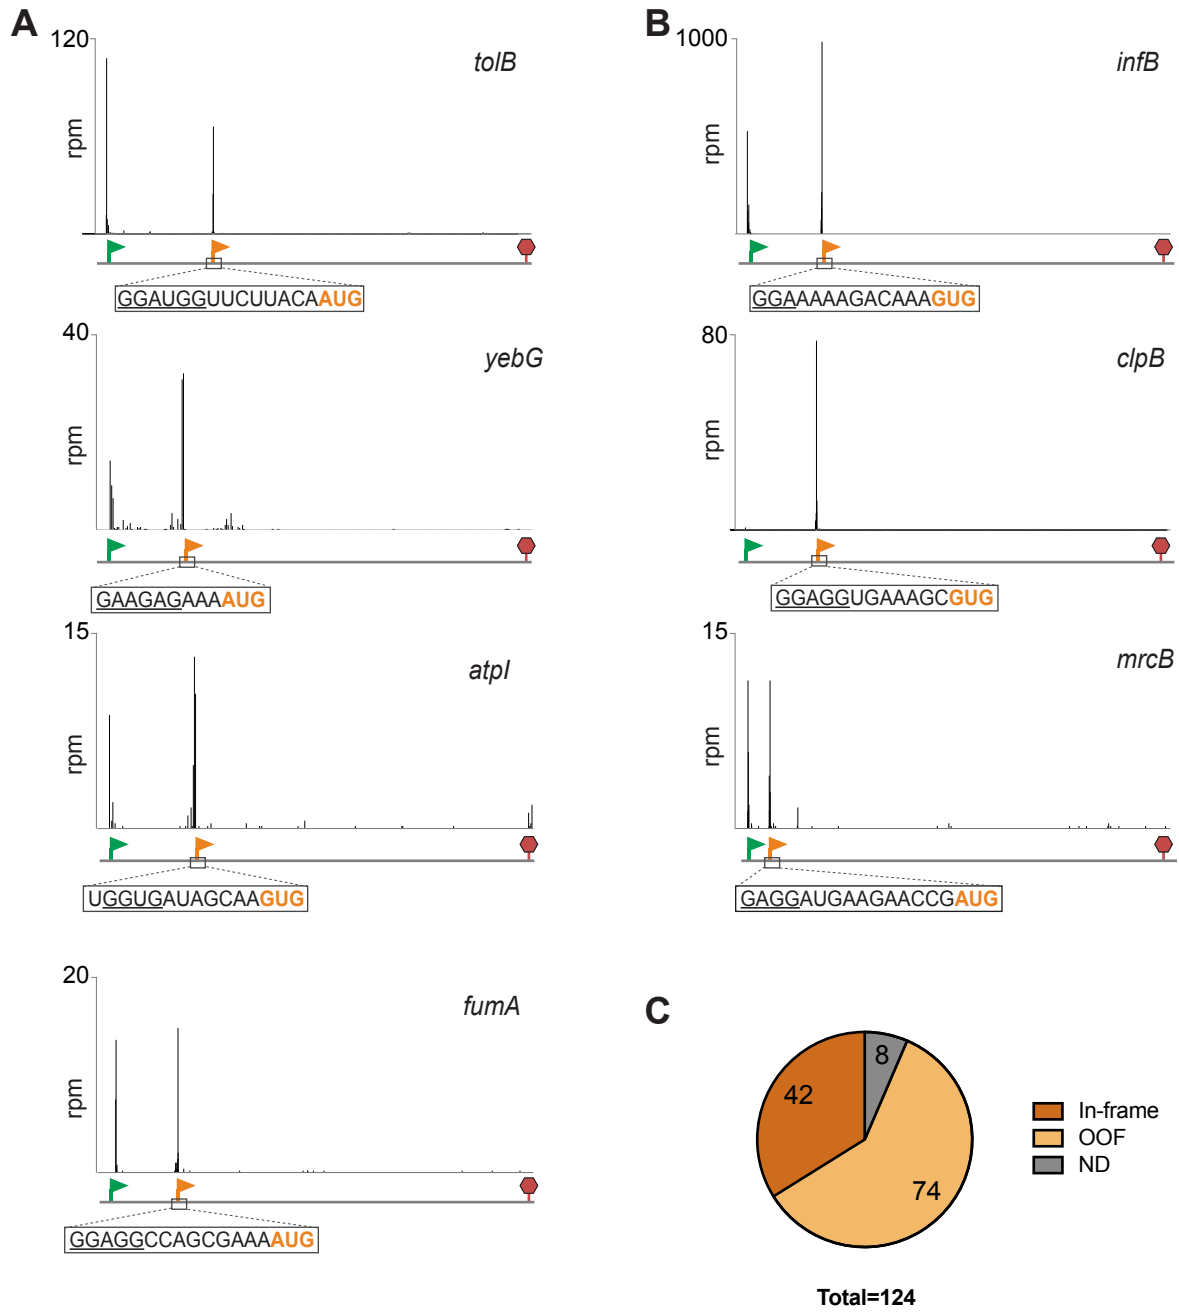 A
120
tolB
rpm
GGAUGGUUCUUACAAUG
40
yebG
rpm
GAAGAGAAAAUG
15
atpI
rpm
UGGUGAUAGCAAGUG
20
fumA
rpm
GGAGGCCAGCGAAAAUG
B
1000
infB
rpm
GGAAAAAGACAAAGUG
80
clpB
rpm
GGAGGUGAAAGCGUG
15
mrcB
rpm
GAGGAUGAAGAACCGAUG
C
8
42
74
In-frame
OOF
ND
Total=124